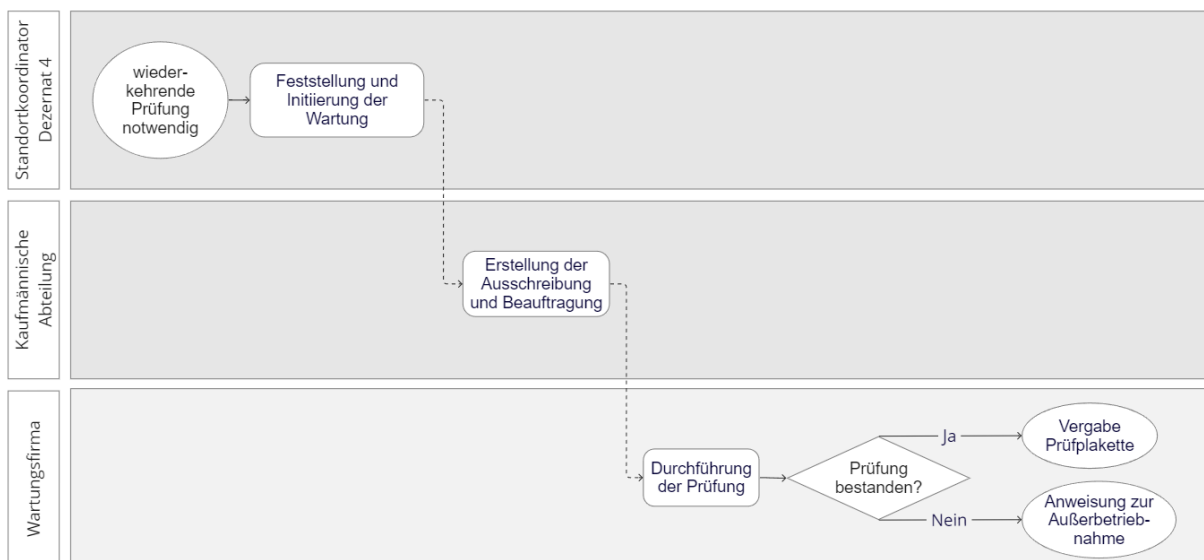 Standortkoordinator
Dezernat 4
wieder-
kehrende
Prüfung
notwendig
Feststellung und
Initiierung der
Wartung
Kaufmännische
Abteilung
Erstellung der
Ausschreibung
und Beauftragung
Wartungsfirma
Durchführung
der Prüfung
Prüfung
bestanden?
Ja
Vergabe
Prüfplakette
Nein
Anweisung zur
Außerbetrieb-
nahme